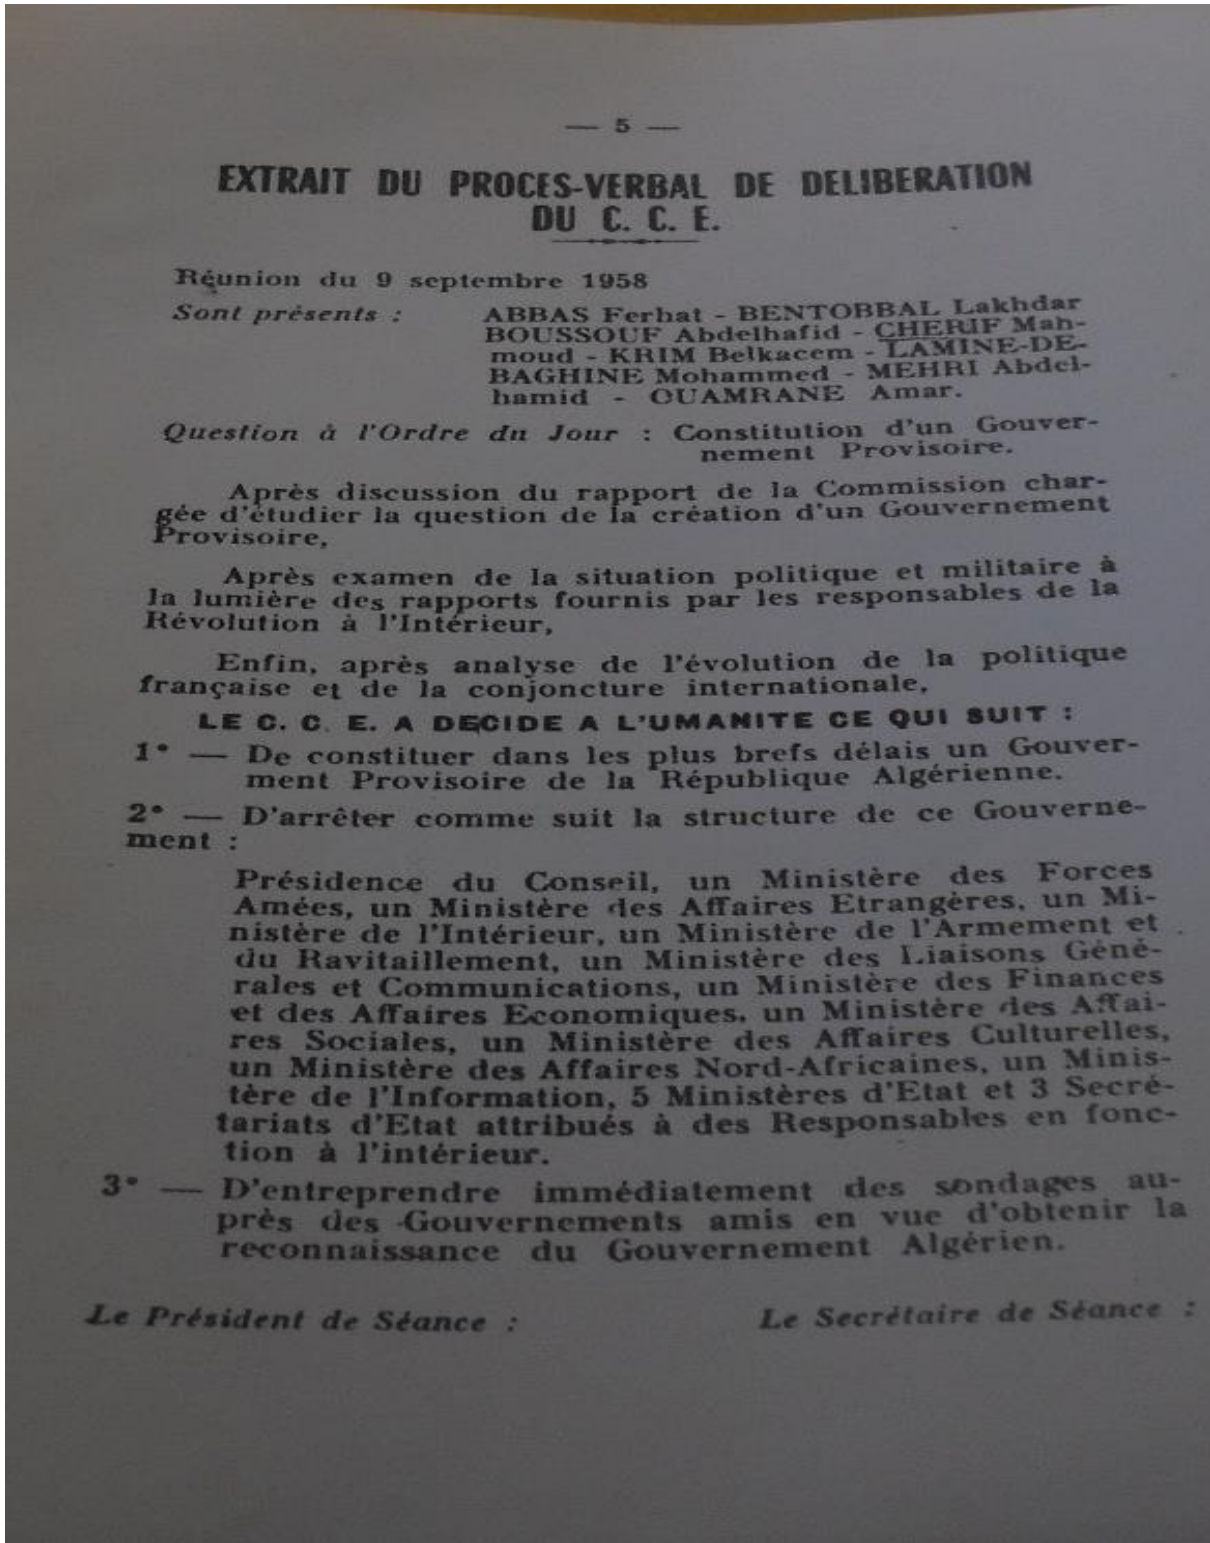 — 5 —
EXTRAIT DU PROCES-VERBAL DE DELIBERATION
DU C. C. E.
Réunion du 9 septembre 1958
Sont présents : ABBAS Ferhat - BENTOBBAL Lakhdar
BOUSSOUF Abdelhafid - CHERIF Mah-
moud - KRIM Belkacem - LAMINE-DE-
BAGHINE Mohammed - MEHRI Abdel-
hamid - OUAMRANE Amar.
Question à l'Ordre du Jour : Constitution d'un Gouver-
nement Provisoire.
Après discussion du rapport de la Commission char-
gée d'étudier la question de la création d'un Gouvernement
Provisoire,
Après examen de la situation politique et militaire à
la lumière des rapports fournis par les responsables de la
Révolution à l'Intérieur,
Enfin, après analyse de l'évolution de la politique
française et de la conjoncture internationale,
LE C. C. E. A DECIDE A L'UMANITE CE QUI SUIT :
1° — De constituer dans les plus brefs délais un Gouver-
ment Provisoire de la République Algérienne.
2° — D'arrêter comme suit la structure de ce Gouverne-
ment :
Présidence du Conseil, un Ministère des Forces
Amées, un Ministère des Affaires Etrangères, un Mi-
nistère de l'Intérieur, un Ministère de l'Armement et
du Ravitaillement, un Ministère des Liaisons Géné-
rales et Communications, un Ministère des Finances
et des Affaires Economiques, un Ministère des Affai-
res Sociales, un Ministère des Affaires Culturelles,
un Ministère des Affaires Nord-Africaines, un Minis-
tère de l'Information, 5 Ministères d'Etat et 3 Secré-
tariats d'Etat attribués à des Responsables en fonc-
tion à l'intérieur.
3° — D'entreprendre immédiatement des sondages au-
près des Gouvernements amis en vue d'obtenir la
reconnaissance du Gouvernement Algérien.
Le Président de Séance : Le Secrétaire de Séance :